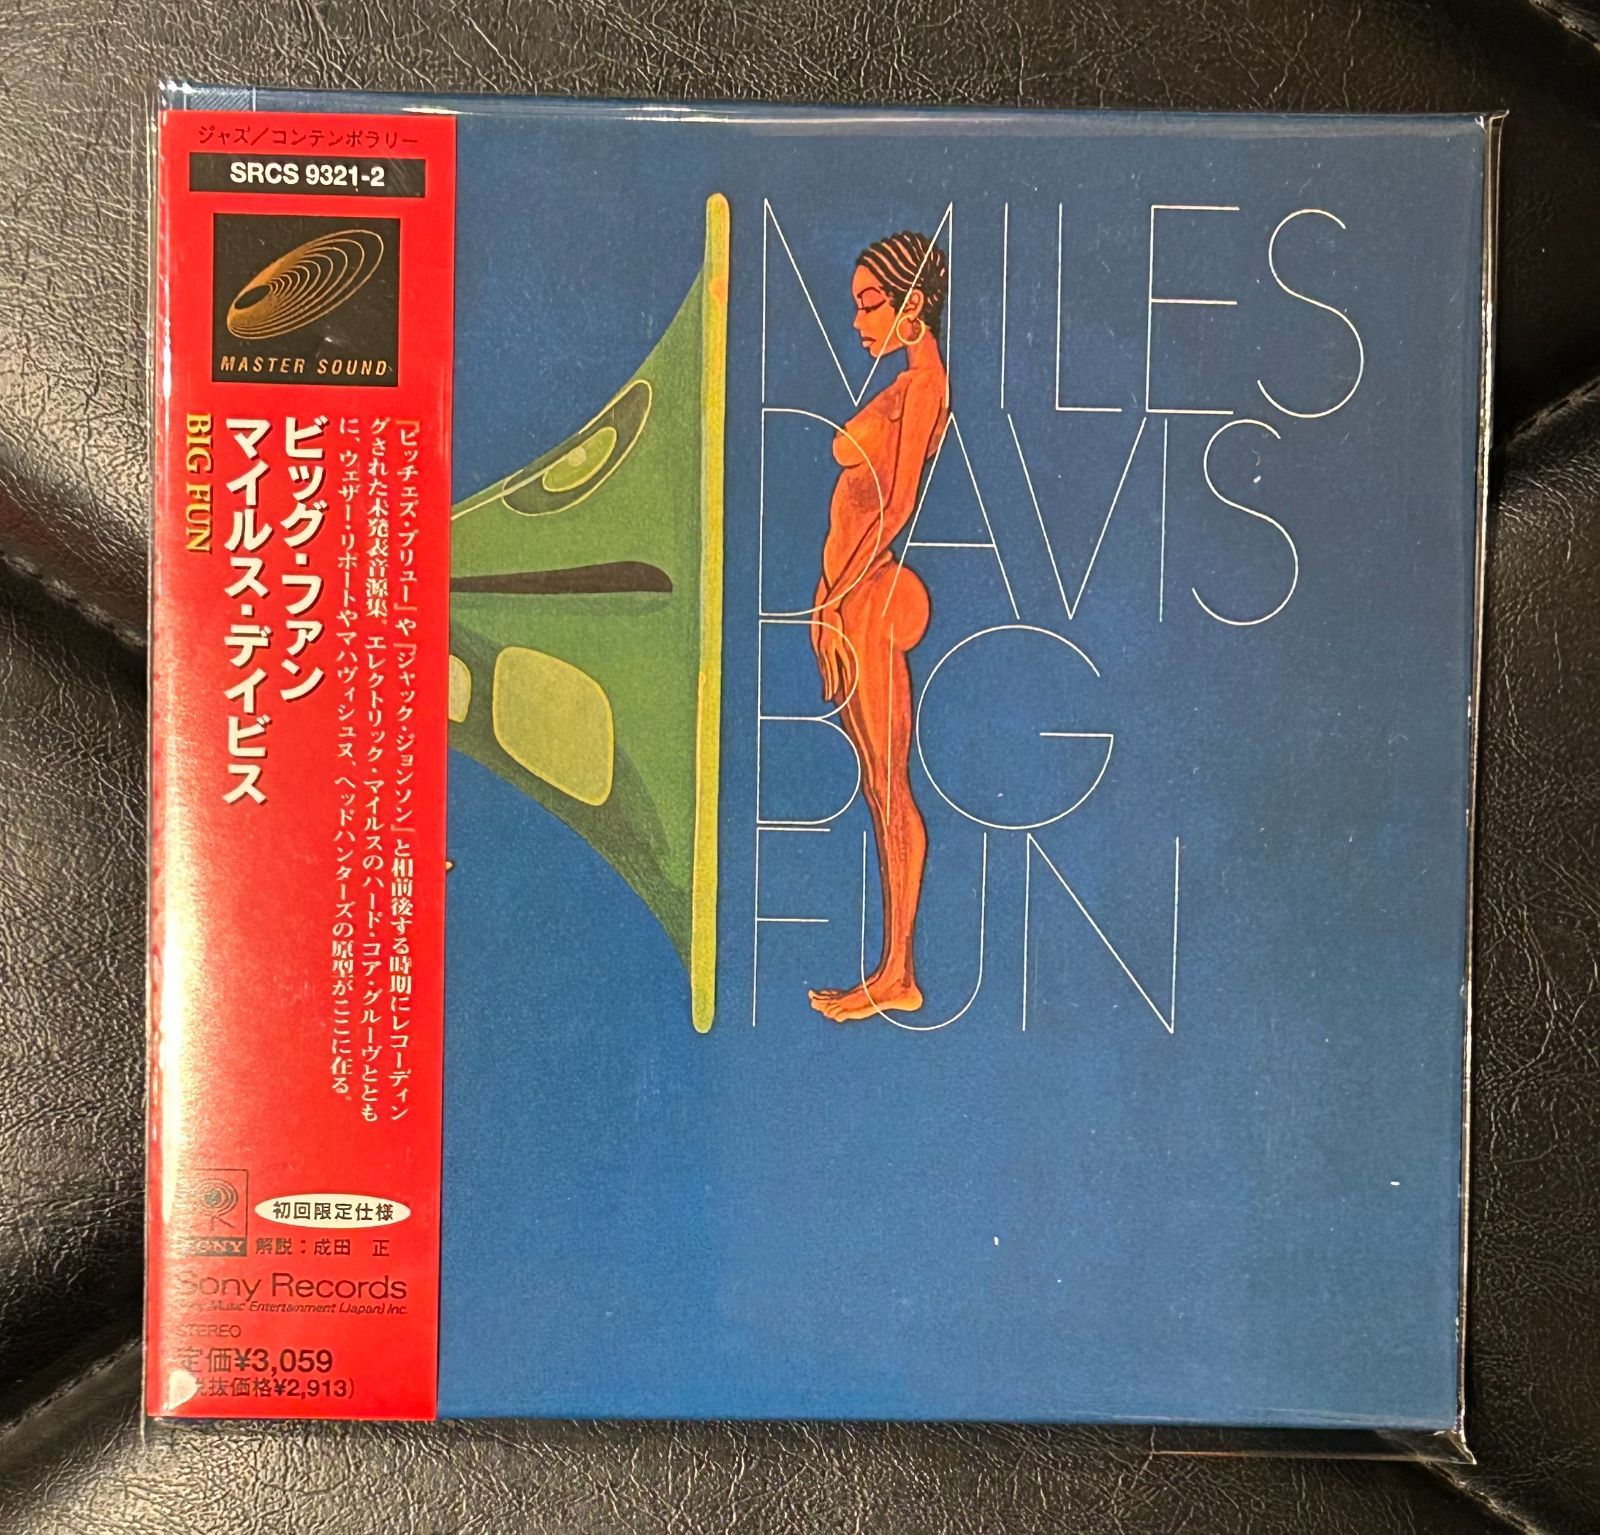 ジャズ/コンテンポラリー
SRCS 9321-2
MASTER SOUND
ビッグ・ファン
マイルス・デイビス
BIG FUN
『ビッチェズ・ブリュー』や『ジャック・ジョンソン』と相前後する時期にレコーディン
グされた未発表音源集。エレクトリック・マイルスのハード・コア・グルーヴととも
に、ウェザー・リポートやマハヴィシュヌ、ヘッドハンターズの原型がここに在る。
初回限定仕様
SONY
解説：成田 正
Sony Records
Sony Music Entertainment (Japan) Inc.
STEREO
定価¥3,059
(税抜価格¥2,913)
MILES
DAVIS
BIG
FUN